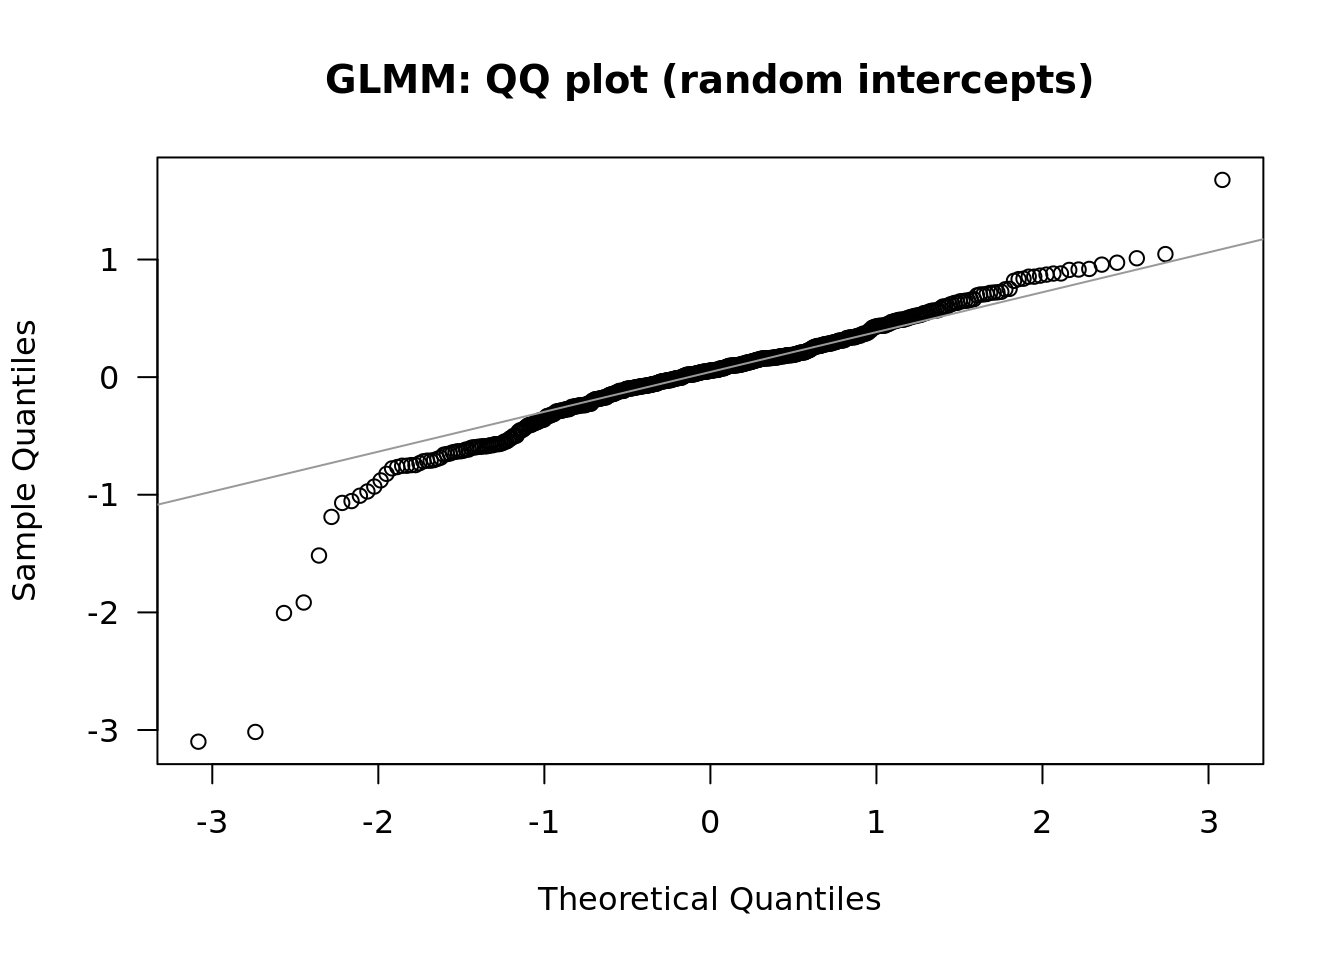 GLMM: QQ plot (random intercepts)
1
0
-1
-2
-3
Sample Quantiles
-3 -2 -1 0 1 2 3
Theoretical Quantiles